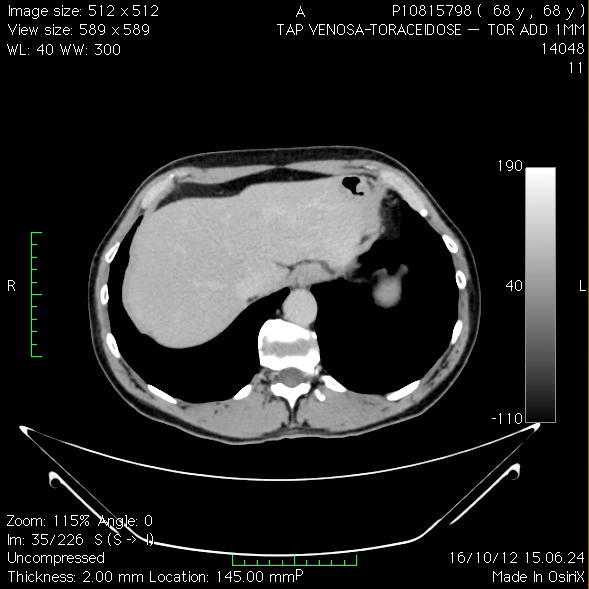 Image size: 512 x 512
View size: 589 x 589
WL: 40 WW: 300
A
P10815798 ( 68 y , 68 y )
TAP VENOSA-TORACEIDOSE — TOR ADD 1MM
14048
11
190
R
40
L
-110
Zoom: 115% Angle: 0
Im: 35/226 S (S -> I)
Uncompressed
Thickness: 2.00 mm Location: 145.00 mm
P
16/10/12 15.06.24
Made In OsiriX